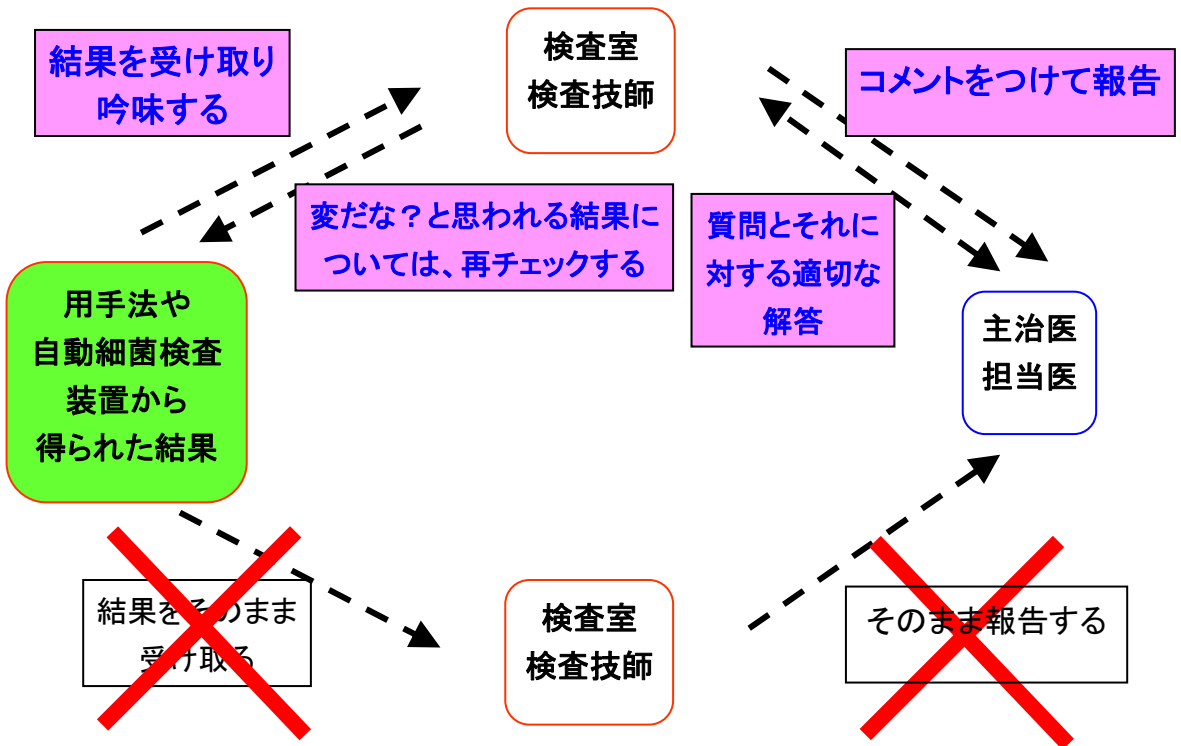 結果を受け取り
吟味する
検査室
検査技師
コメントをつけて報告
変だな？と思われる結果に
ついては、再チェックする
質問とそれに
対する適切な
解答
用手法や
自動細菌検査
装置から
得られた結果
主治医
担当医
結果をそのまま
受け取る
検査室
検査技師
そのまま報告する